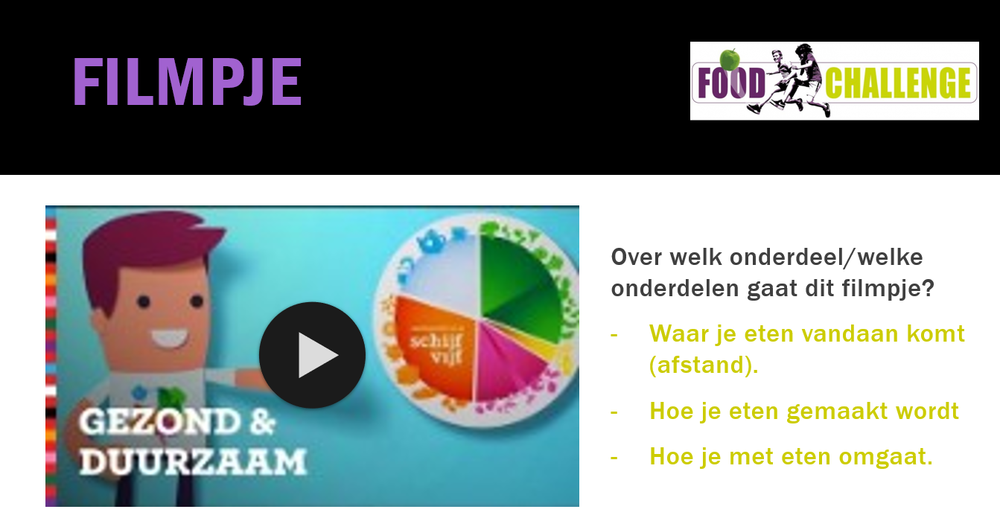 FILMPJE
FOOD CHALLENGE
GEZOND &
DUURZAAM
schijf
vijf
Over welk onderdeel/welke
onderdelen gaat dit filmpje?
- Waar je eten vandaan komt
(afstand).
- Hoe je eten gemaakt wordt
- Hoe je met eten omgaat.